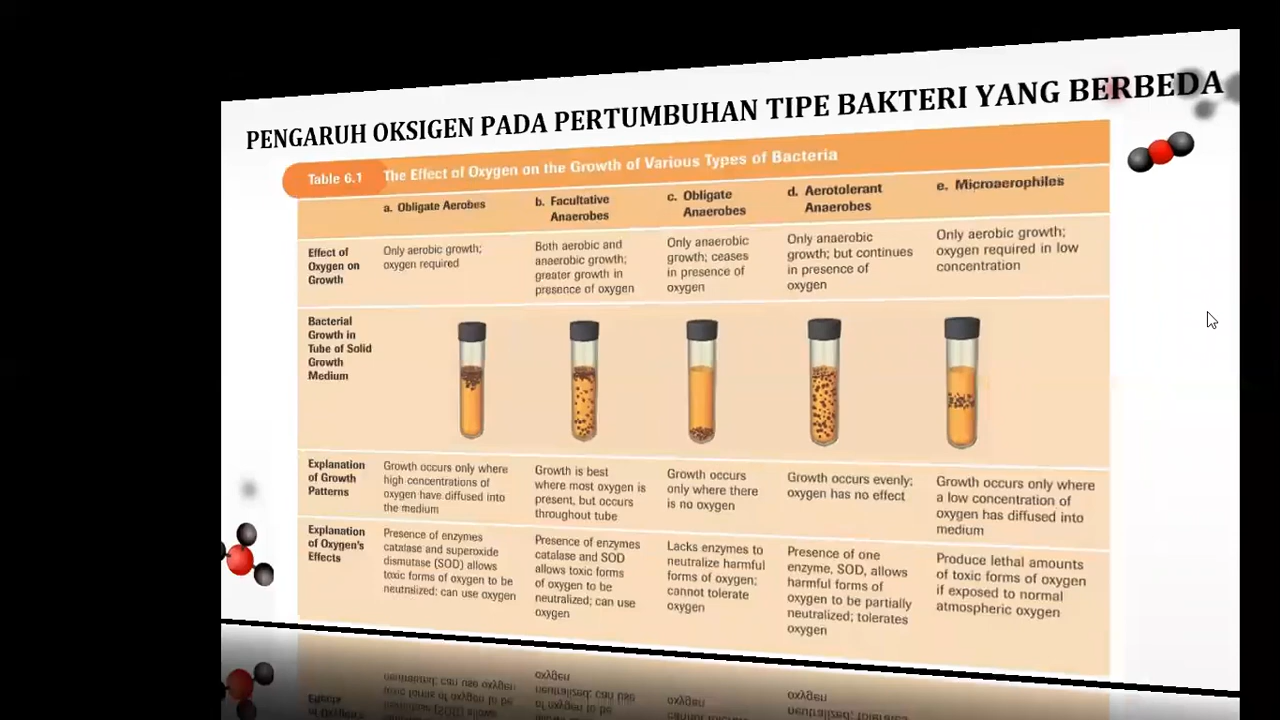 PENGARUH OKSIGEN PADA PERTUMBUHAN TIPE BAKTERI YANG BERBEDA
Table 6.1 The Effect of Oxygen on the Growth of Various Types of Bacteria
a. Obligate Aerobes
b. Facultative
Anaerobes
c. Obligate
Anaerobes
d. Aerotolerant
Anaerobes
e. Microaerophiles
Effect of
Oxygen on
Growth
Only aerobic growth;
oxygen required
Both aerobic and
anaerobic growth;
greater growth in
presence of oxygen
Only anaerobic
growth; ceases
in presence of
oxygen
Only anaerobic
growth; but continues
in presence of
oxygen
Only aerobic growth;
oxygen required in low
concentration
Bacterial
Growth in
Tube of Solid
Growth
Medium
Explanation
of Growth
Patterns
Growth occurs only where
high concentrations of
oxygen have diffused into
the medium
Growth is best
where most oxygen is
present, but occurs
throughout tube
Growth occurs
only where there
is no oxygen
Growth occurs evenly;
oxygen has no effect
Growth occurs only where
a low concentration of
oxygen has diffused into
medium
Explanation
of Oxygen's
Effects
Presence of enzymes
catalase and superoxide
dismutase (SOD) allows
toxic forms of oxygen to be
neutralized; can use oxygen
Presence of enzymes
catalase and SOD
allows toxic forms
of oxygen to be
neutralized; can use
oxygen
Lacks enzymes to
neutralize harmful
forms of oxygen;
cannot tolerate
oxygen
Presence of one
enzyme, SOD, allows
harmful forms of
oxygen to be partially
neutralized; tolerates
oxygen
Produce lethal amounts
of toxic forms of oxygen
if exposed to normal
atmospheric oxygen